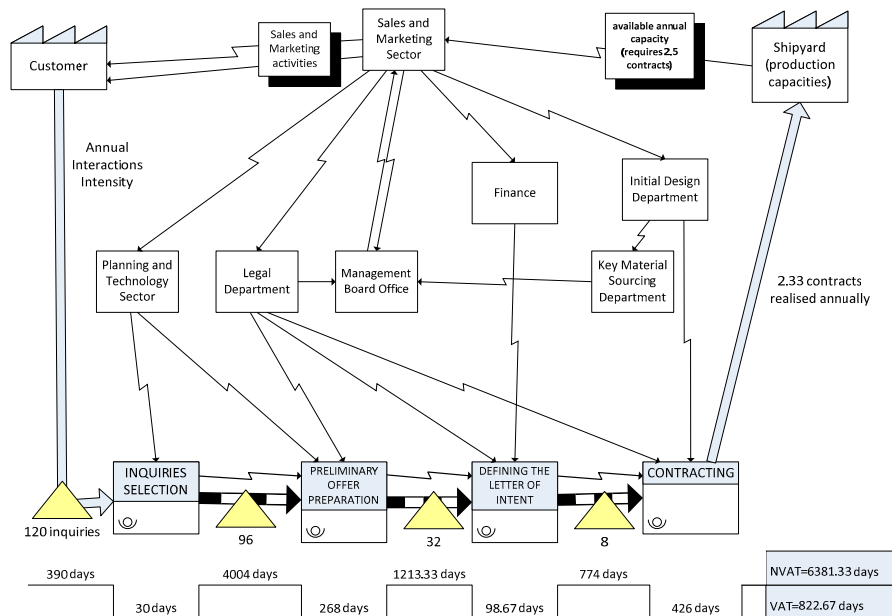 Customer
Sales and
Marketing
activities
Sales and
Marketing
Sector
available annual
capacity
(requires 2,5
contracts)
Shipyard
(production
capacities)
Annual
Interactions
Intensity
Finance
Initial Design
Department
Planning and
Technology
Sector
Legal
Department
Management
Board Office
Key Material
Sourcing
Department
2.33 contracts
realised annually
INQUIRIES
SELECTION
PRELIMINARY
OFFER
PREPARATION
DEFINING THE
LETTER OF
INTENT
CONTRACTING
120 inquiries
96
32
8
390 days
4004 days
1213.33 days
774 days
NVAT=6381.33 days
30 days
268 days
98.67 days
426 days
VAT=822.67 days